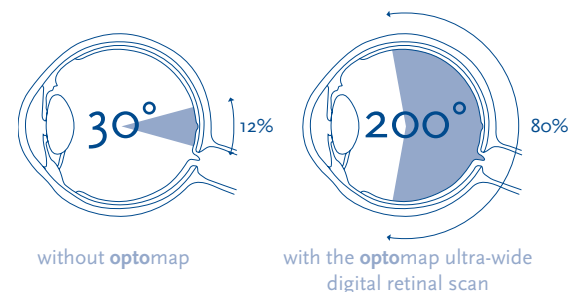 30°
12%
200°
80%
without optomap
with the optomap ultra-wide
digital retinal scan